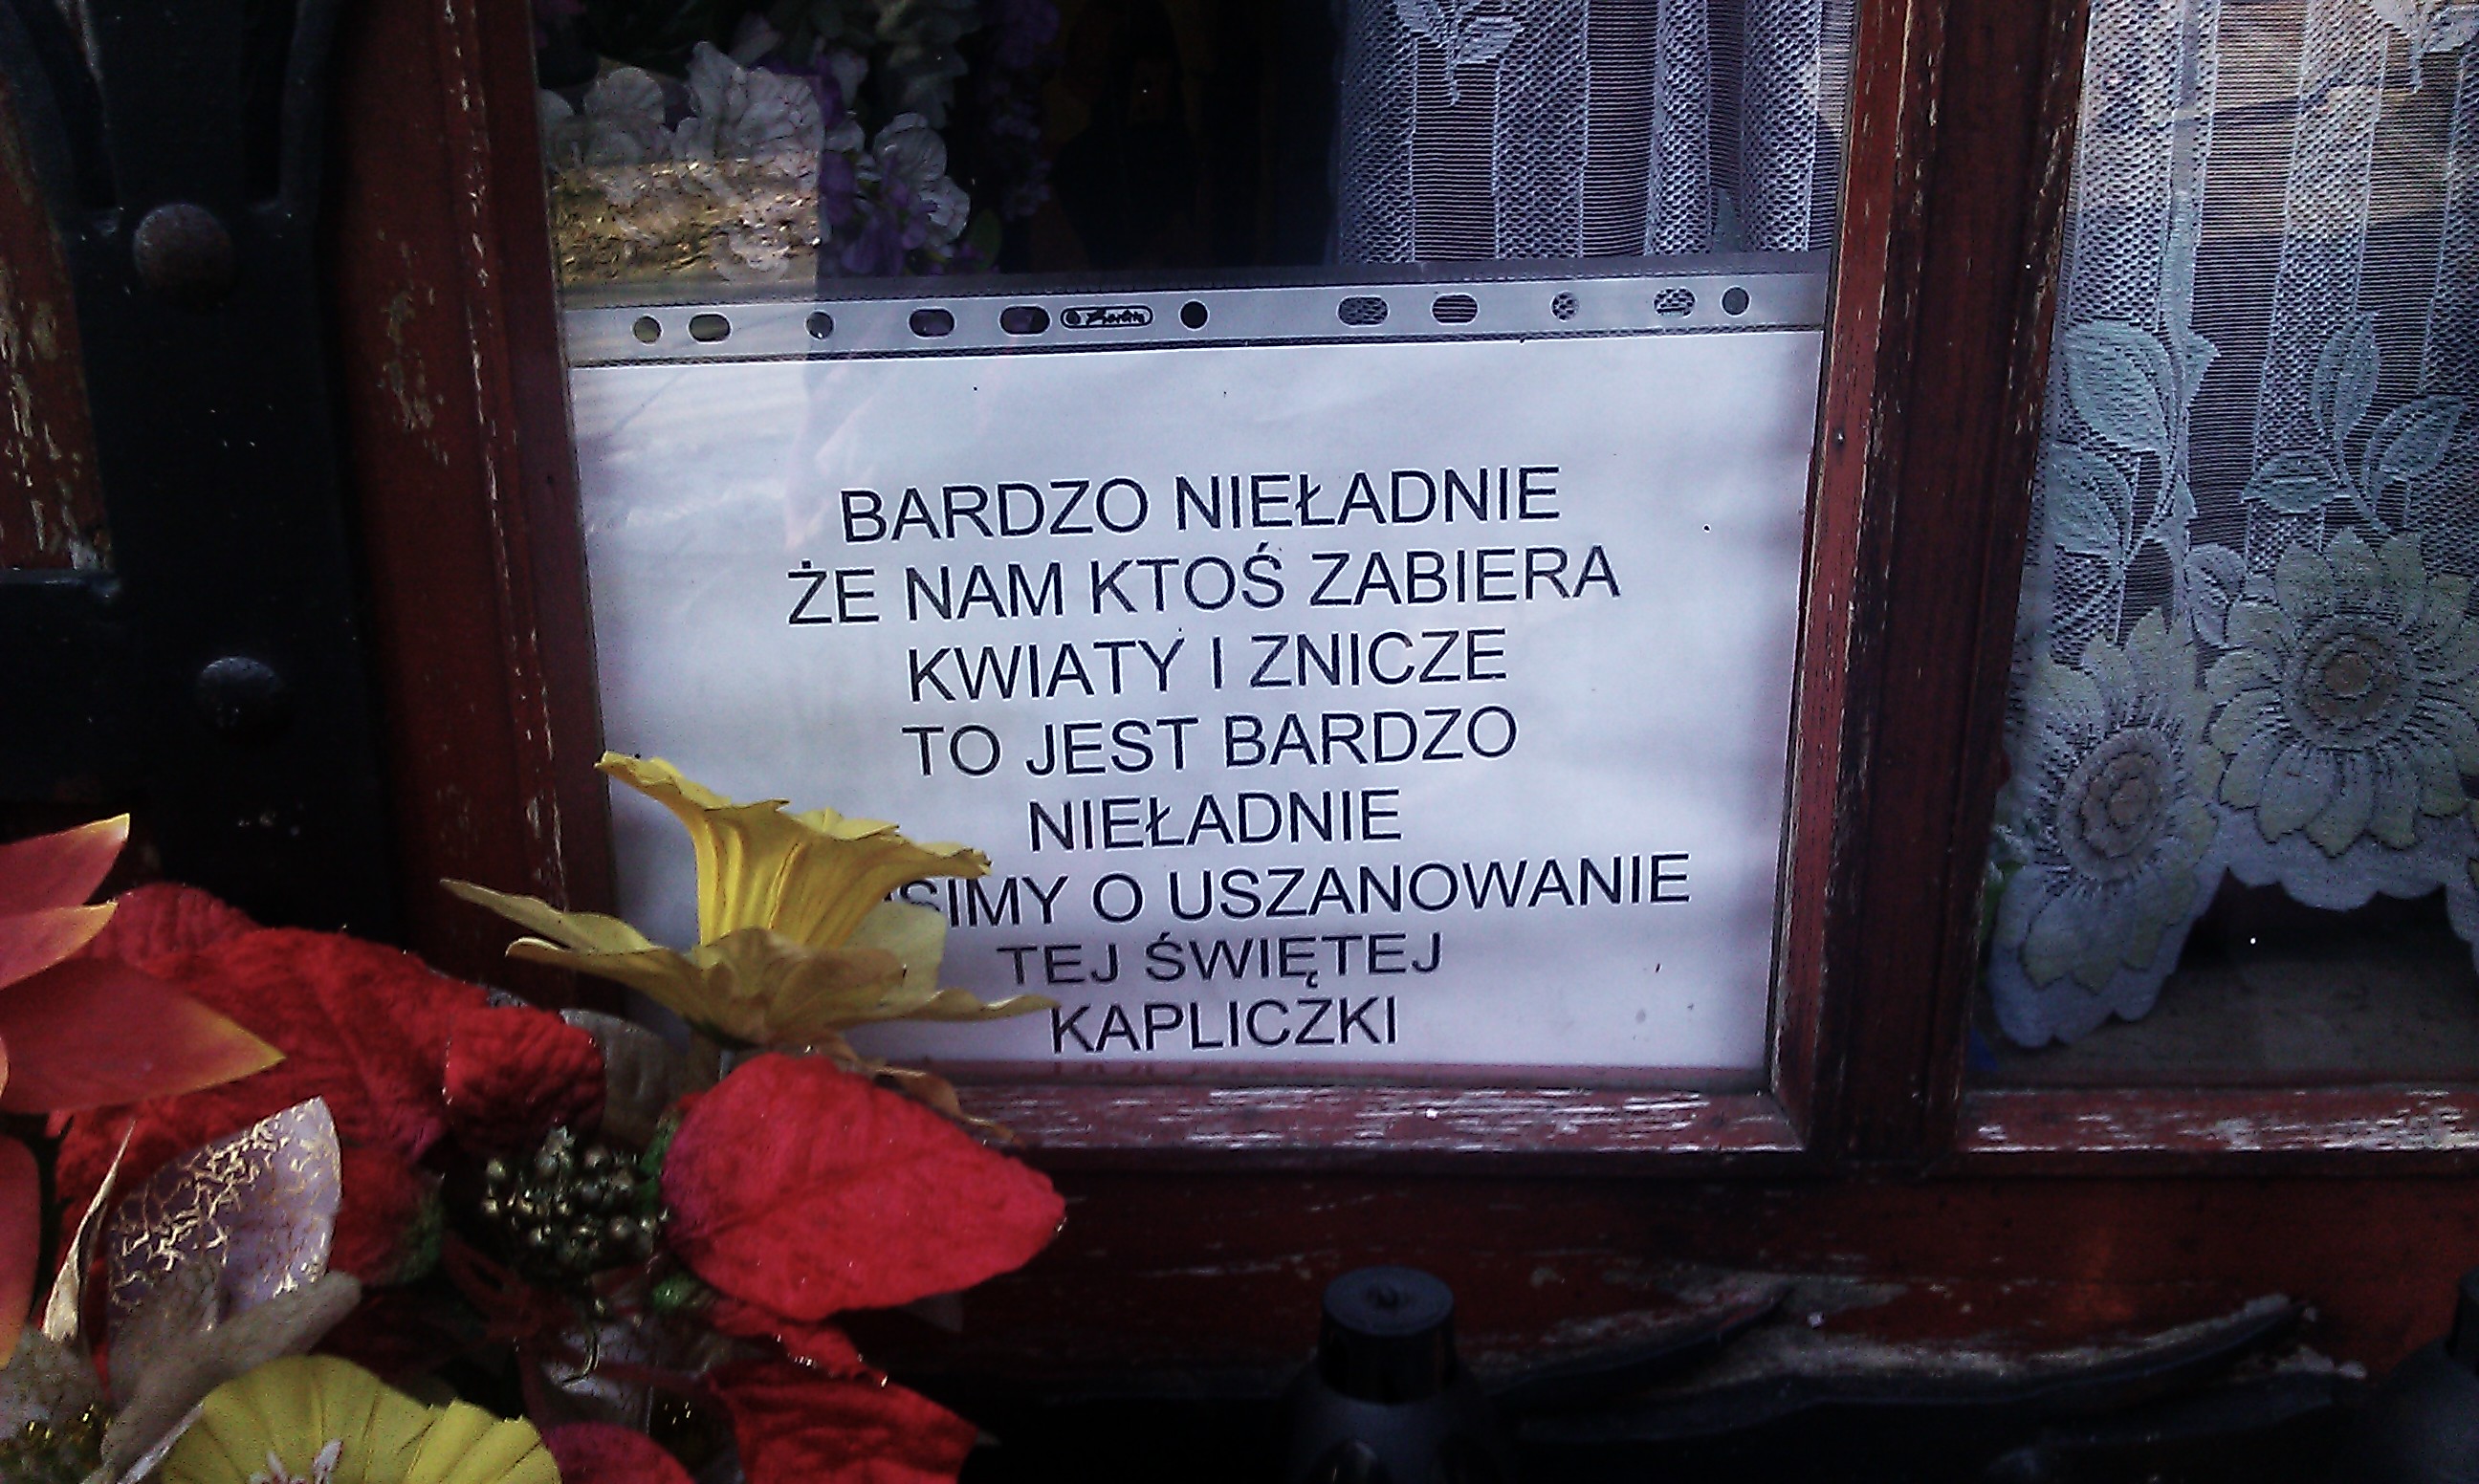 BARDZO NIEŁADNIE
ŻE NAM KTOŚ ZABIERA
KWIATY I ZNICZE
TO JEST BARDZO
NIEŁADNIE
O USZANOWANIE
TEJ ŚWIĘTEJ
KAPLICZKI